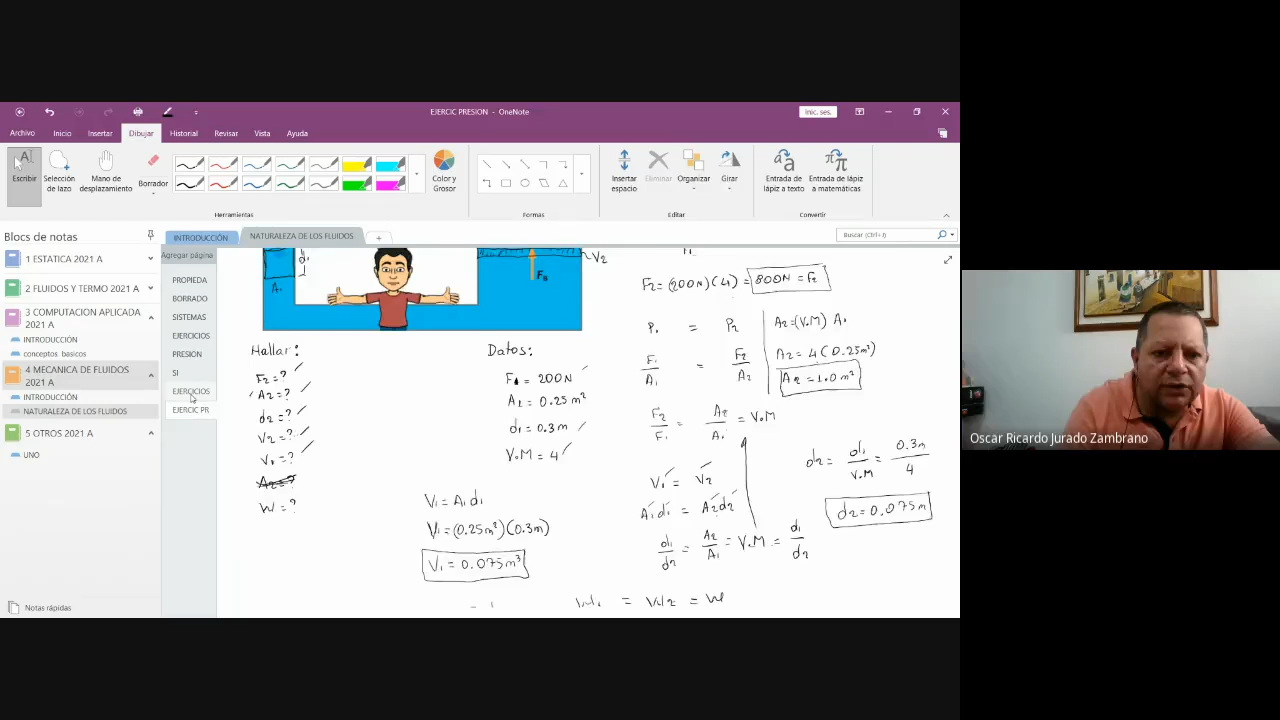 EJERCIC PRESION - OneNote
Inic. ses.
Archivo Inicio Insertar Dibujar Historial Revisar Vista Ayuda
Escribir
Selección de lazo
Mano de desplazamiento
Borrador
Color y Grosor
Insertar espacio
Eliminar
Organizar
Girar
Entrada de lápiz a texto
Entrada de lápiz a matemáticas
Herramientas
Formas
Editar
Convertir
Blocs de notas
INTRODUCCIÓN
NATURALEZA DE LOS FLUIDOS
Buscar (Ctrl+J)
1 ESTATICA 2021 A
2 FLUIDOS Y TERMO 2021 A
3 COMPUTACION APLICADA 2021 A
INTRODUCCIÓN
conceptos basicos
4 MECANICA DE FLUIDOS 2021 A
INTRODUCCIÓN
NATURALEZA DE LOS FLUIDOS
5 OTROS 2021 A
UNO
Notas rápidas
Agregar página
PROPIEDA
BORRADO
SISTEMAS
EJERCICIOS
PRESION
SI
EJERCICIOS
EJERCIC PR
d1
A1
V2
Hallar:
F2=?
A2=?
d2=?
V2=?
V1=?
A2=?
W=?
Datos:
F1 = 200N
A1 = 0.25 m²
d1 = 0.3m
V.M = 4
V1 = A1 d1
V1 = (0.25m²)(0.3m)
V1 = 0.075m³
F2 = (200N)(4) = 800N = F2
P1 = P2
F1/A1 = F2/A2
F2/F1 = A2/A1 = V.M
A2 = (V.M) A1
A2 = 4(0.25m²)
A2 = 1.0 m²
V1 = V2
A1d1 = A2d2
d1/d2 = A2/A1 = V.M = d1/d2
d2 = d1/V.M = 0.3m/4
d2 = 0.075m
W1 = W2 = W
Oscar Ricardo Jurado Zambrano